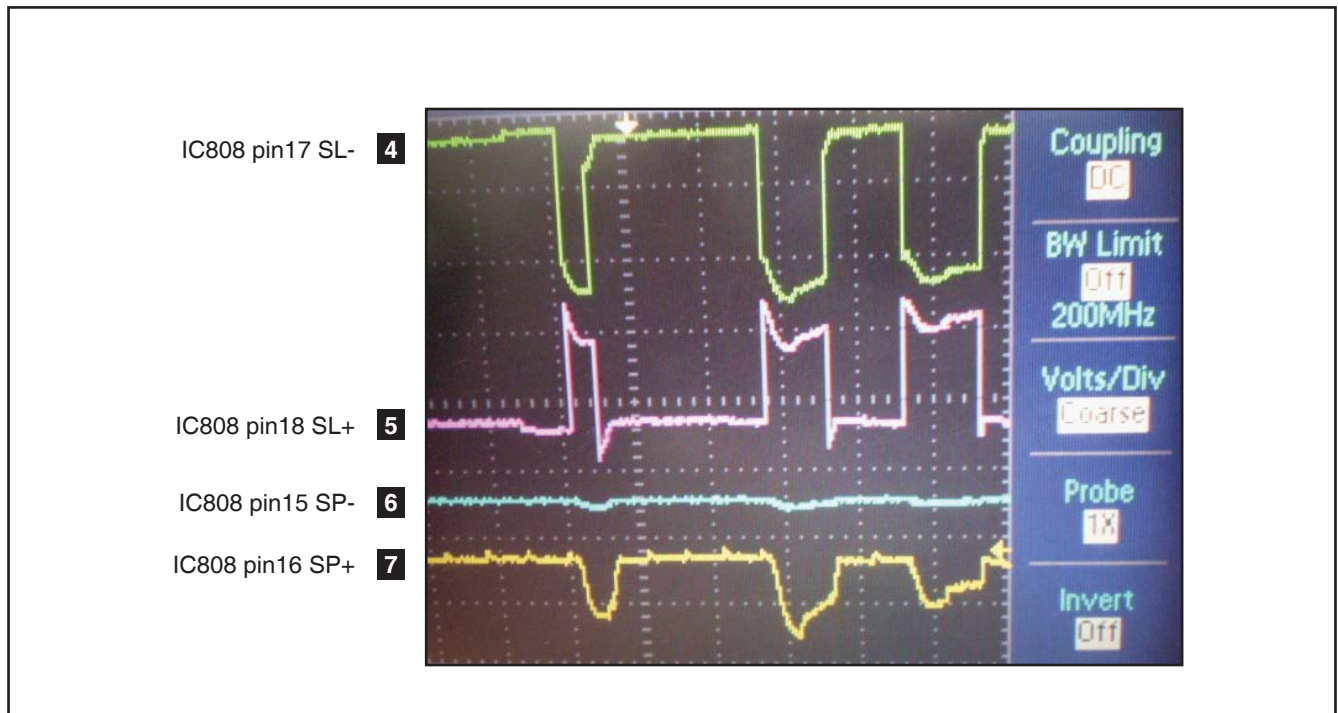 IC808 pin17 SL- 4
IC808 pin18 SL+ 5
IC808 pin15 SP- 6
IC808 pin16 SP+ 7
Coupling
DC
BW Limit
Off
200MHz
Volts/Div
Coarse
Probe
1X
Invert
Off